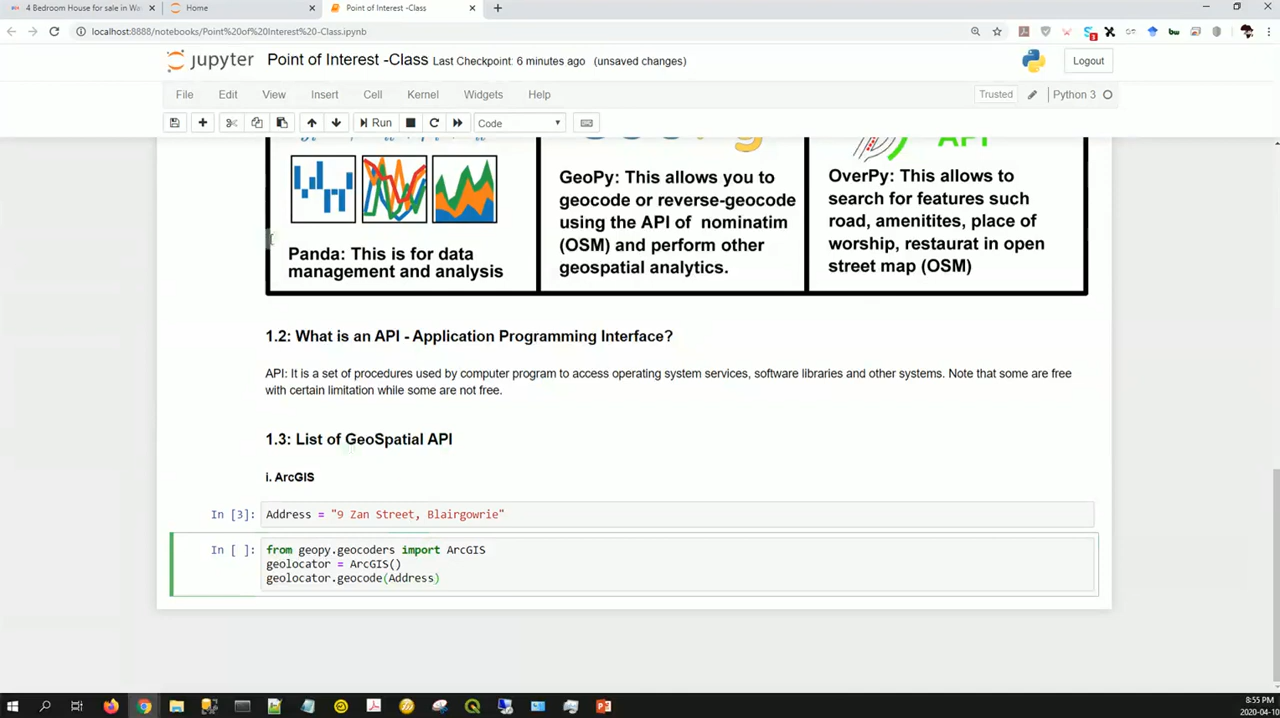 4 Bedroom House for sale in Wa
Home
Point of Interest -Class
localhost:8888/notebooks/Point%20of%20Interest%20-Class.ipynb
jupyter Point of Interest -Class Last Checkpoint: 6 minutes ago (unsaved changes)
Logout
File Edit View Insert Cell Kernel Widgets Help
Trusted
Python 3
Run
Code
API
Panda: This is for data
management and analysis
GeoPy: This allows you to
geocode or reverse-geocode
using the API of nominatim
(OSM) and perform other
geospatial analytics.
OverPy: This allows to
search for features such
road, amenitites, place of
worship, restaurat in open
street map (OSM)
1.2: What is an API - Application Programming Interface?
API: It is a set of procedures used by computer program to access operating system services, software libraries and other systems. Note that some are free
with certain limitation while some are not free.
1.3: List of GeoSpatial API
i. ArcGIS
In [3]: Address = "9 Zan Street, Blairgowrie"
In [ ]: from geopy.geocoders import ArcGIS
geolocator = ArcGIS()
geolocator.geocode(Address)
8:55 PM
2020-04-10